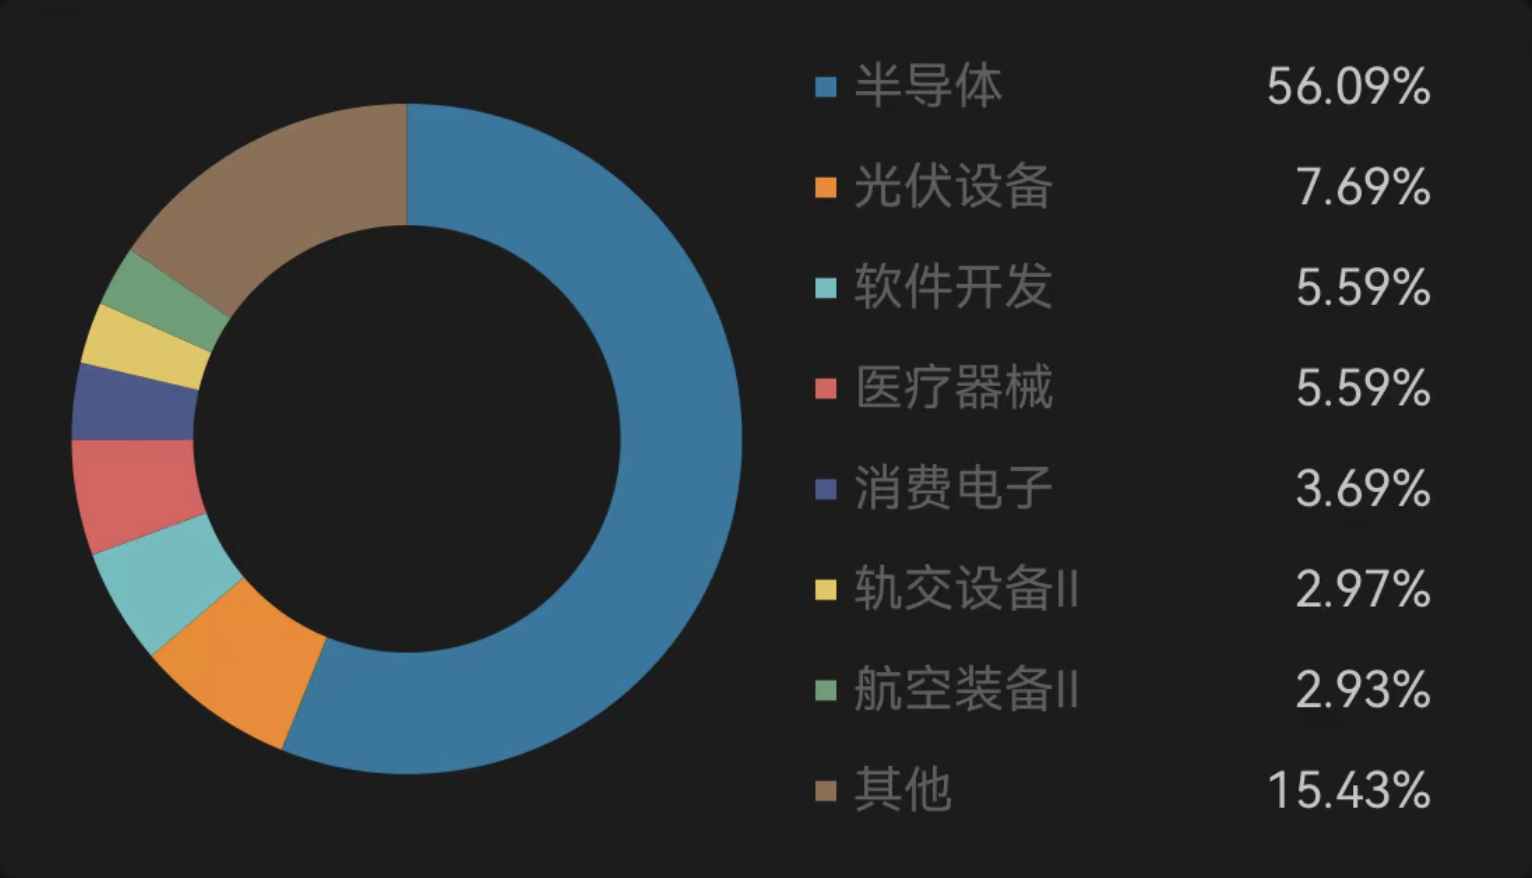 半导体 56.09%
光伏设备 7.69%
软件开发 5.59%
医疗器械 5.59%
消费电子 3.69%
轨交设备II 2.97%
航空装备II 2.93%
其他 15.43%